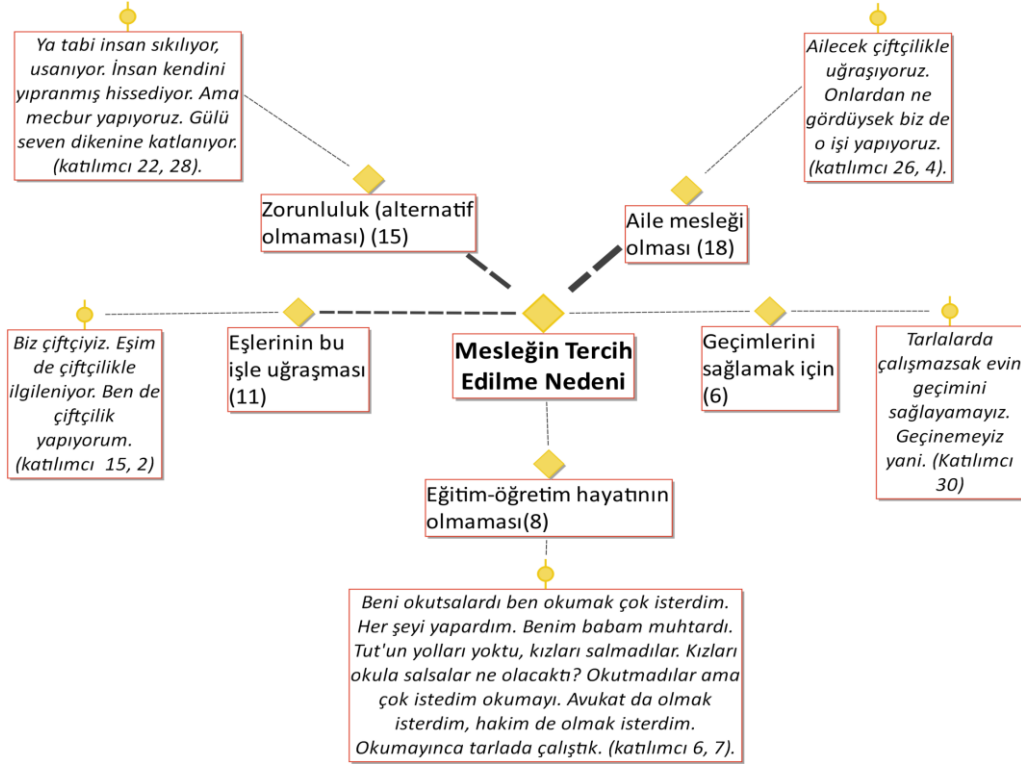 Ya tabi insan sıkılıyor,
usanıyor. İnsan kendini
yıpranmış hissediyor. Ama
mecbur yapıyoruz. Gülü
seven dikenine katlanıyor.
(katılımcı 22, 28).
Ailecek çiftçilikle
uğraşıyoruz.
Onlardan ne
gördüysek biz de
o işi yapıyoruz.
(katılımcı 26, 4).
Zorunluluk (alternatif
olmaması) (15)
Aile mesleği
olması (18)
Biz çiftçiyiz. Eşim
de çiftçilikle
ilgileniyor. Ben de
çiftçilik
yapıyorum.
(katılımcı 15, 2)
Eşlerinin bu
işle uğraşması
(11)
Mesleğin Tercih
Edilme Nedeni
Geçimlerini
sağlamak için
(6)
Tarlalarda
çalışmazsak evin
geçimini
sağlayamayız.
Geçinemeyiz
yani. (Katılımcı
30)
Eğitim-öğretim hayatının
olmaması(8)
Beni okutsalardı ben okumak çok isterdim.
Her şeyi yapardım. Benim babam muhtardı.
Tut'un yolları yoktu, kızları salmadılar. Kızları
okula salsalar ne olacaktı? Okutmadılar ama
çok istedim okumayı. Avukat da olmak
isterdim, hakim de olmak isterdim.
Okumayınca tarlada çalıştık. (katılımcı 6, 7).